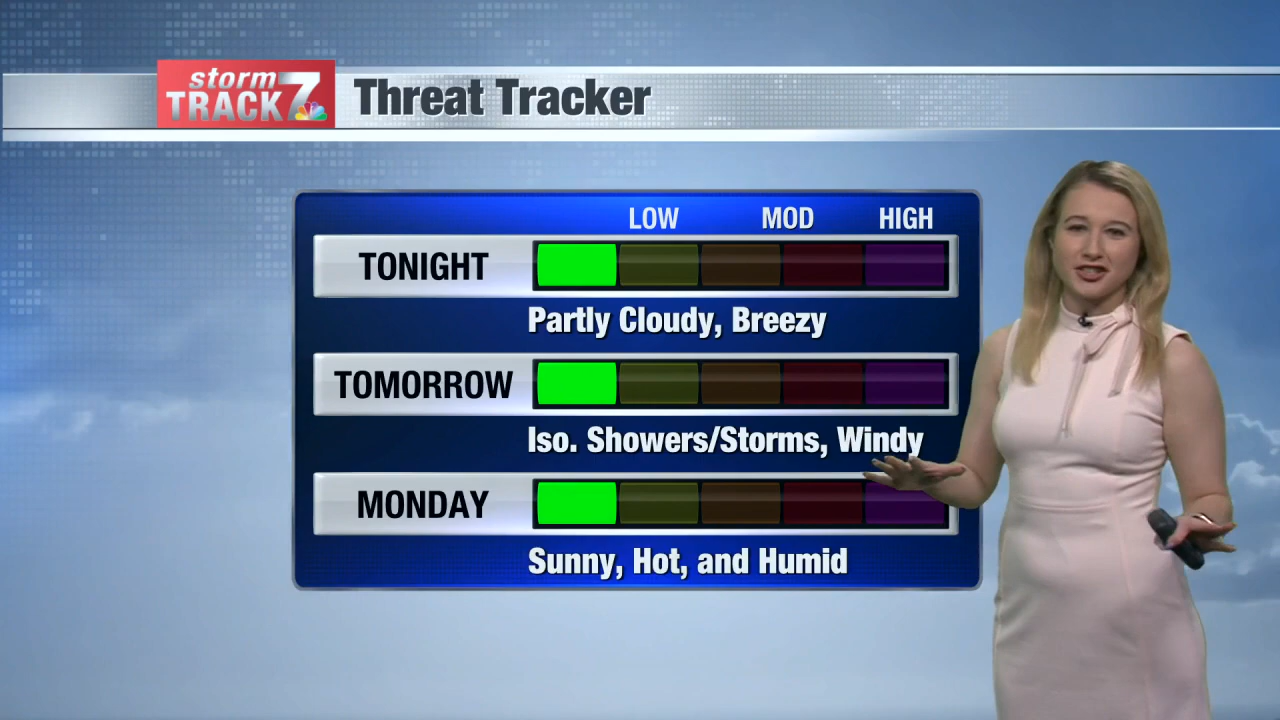 storm
TRACK 7
Threat Tracker
LOW MOD HIGH
TONIGHT
Partly Cloudy, Breezy
TOMORROW
Iso. Showers/Storms, Windy
MONDAY
Sunny, Hot, and Humid